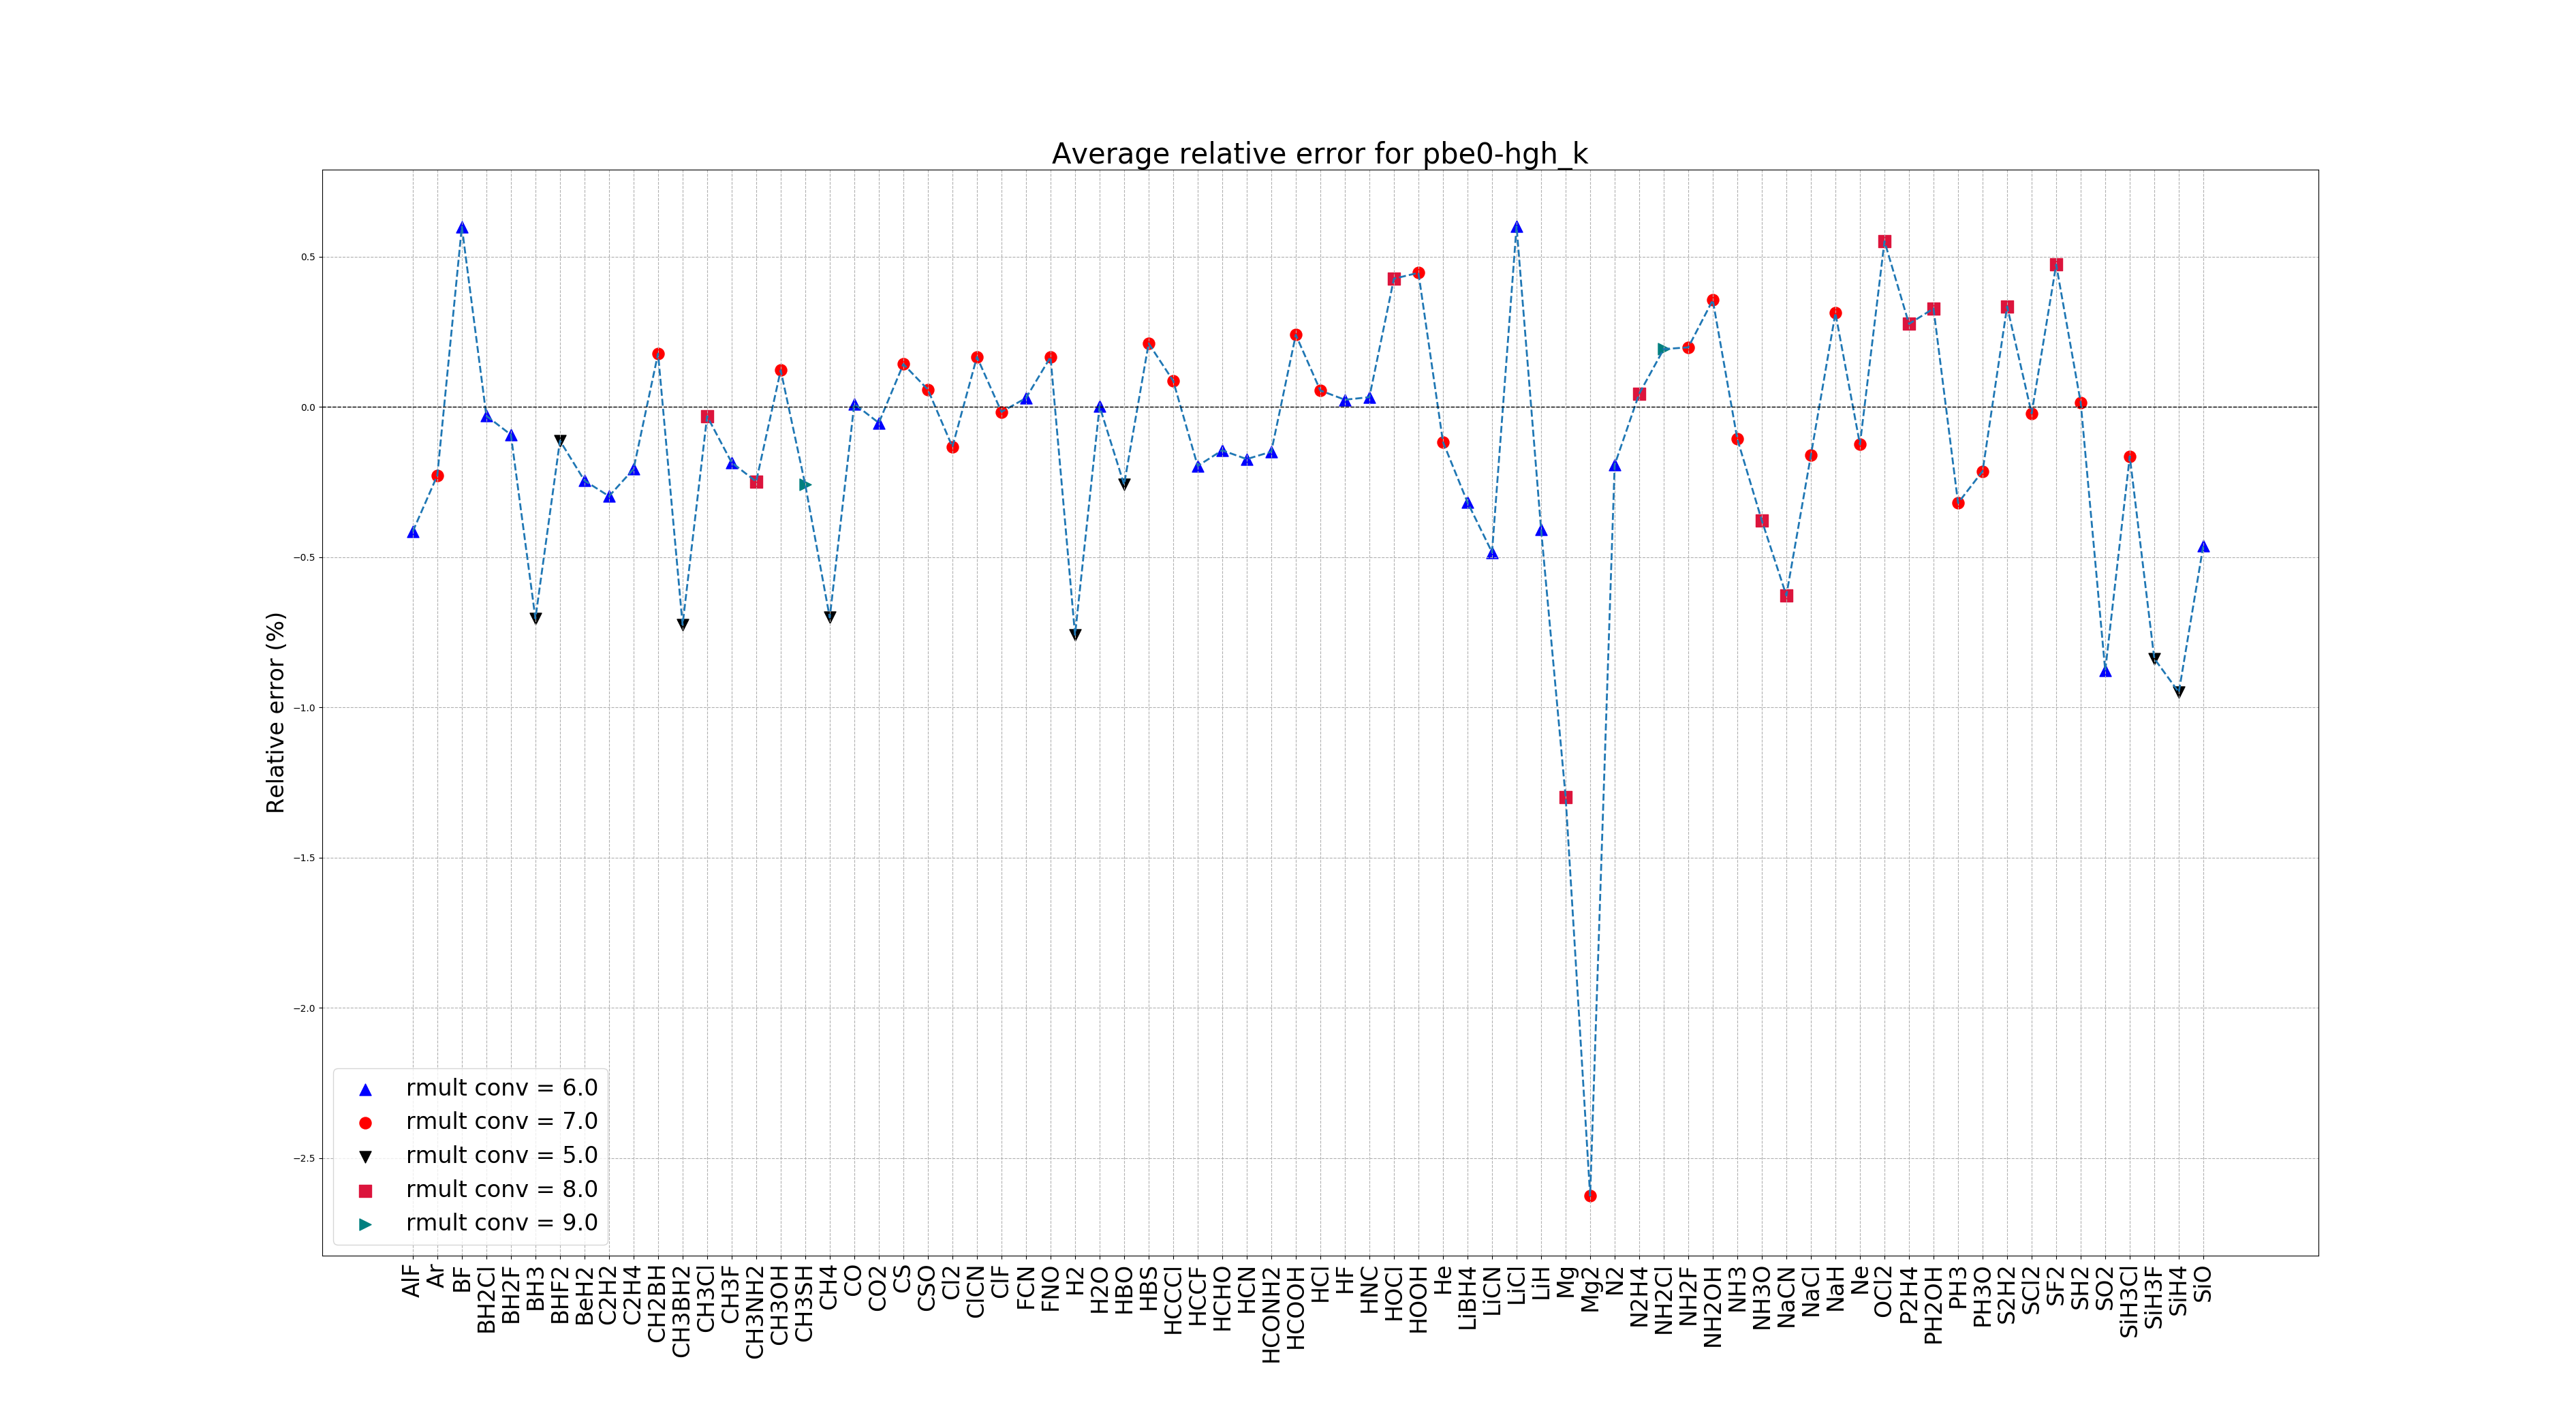 Average relative error for pbe0-hgh_k
Relative error (%)
0.5
0.0
−0.5
−1.0
−1.5
−2.0
−2.5
rmult conv = 6.0
rmult conv = 7.0
rmult conv = 5.0
rmult conv = 8.0
rmult conv = 9.0
AlF
Ar
BF
BH2Cl
BH2F
BH3
BHF2
BeH2
C2H2
C2H4
CH2BH
CH3BH2
CH3Cl
CH3F
CH3NH2
CH3OH
CH3SH
CH4
CO
CO2
CS
CSO
Cl2
ClCN
ClF
FCN
FNO
H2
H2O
HBO
HBS
HCCCl
HCCF
HCHO
HCN
HCONH2
HCOOH
HCl
HF
HNC
HOCl
HOOH
He
LiBH4
LiCN
LiCl
LiH
Mg
Mg2
N2
N2H4
NH2Cl
NH2F
NH2OH
NH3
NH3O
NaCN
NaCl
NaH
Ne
OCl2
P2H4
PH2OH
PH3
PH3O
S2H2
SCl2
SF2
SH2
SO2
SiH3Cl
SiH3F
SiH4
SiO